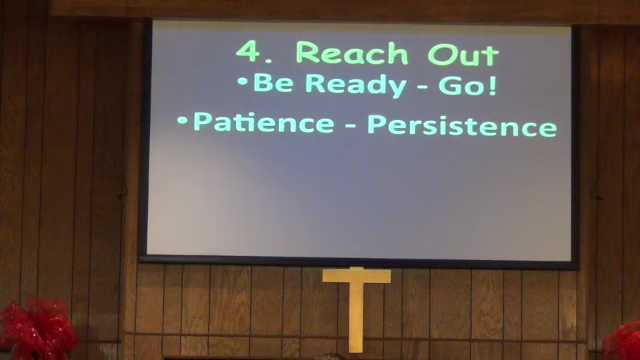 4. Reach Out
•Be Ready - Go!
•Patience - Persistence